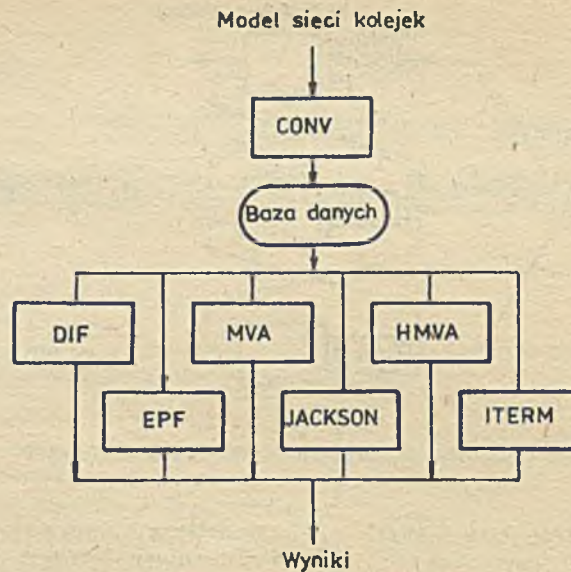 Model sieci kolejek
CONV
Baza danych
DIF
MVA
HMVA
EPF
JACKSON
ITERM
Wyniki